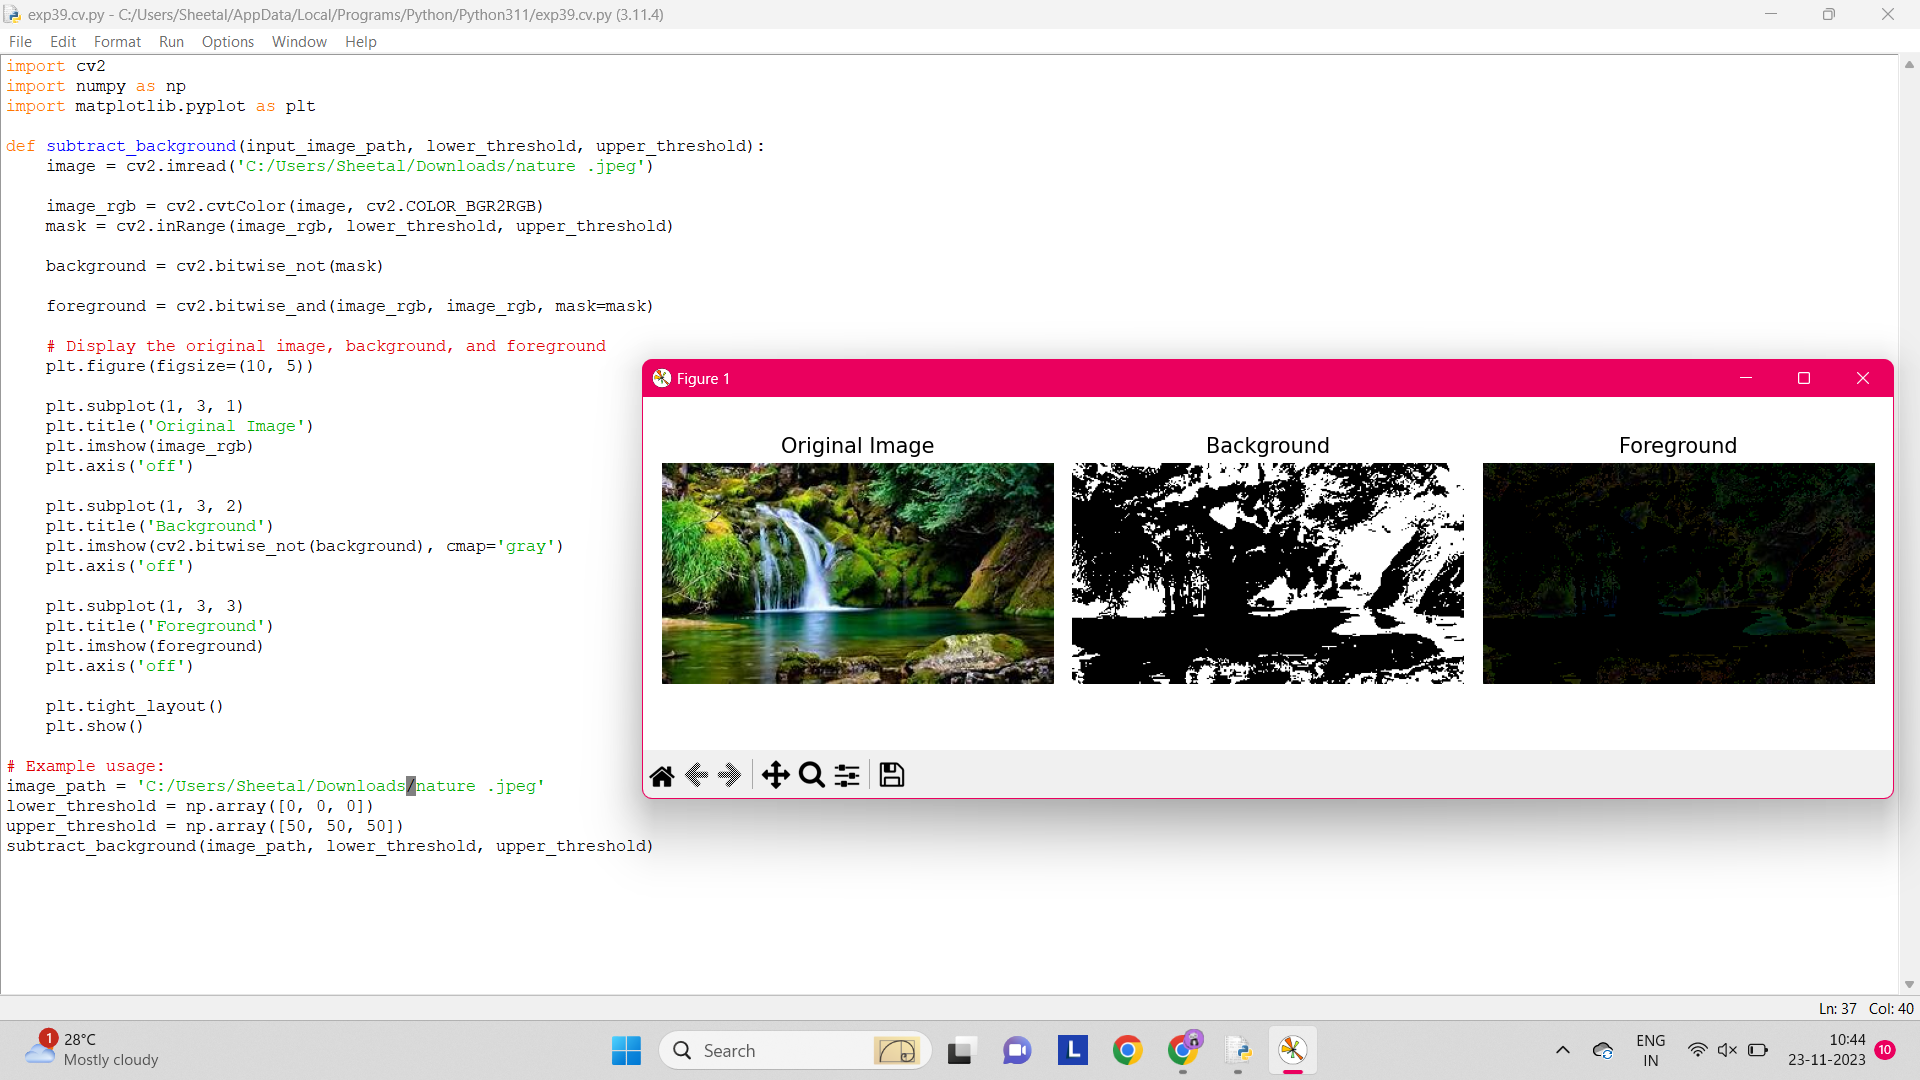 exp39.cv.py - C:/Users/Sheetal/AppData/Local/Programs/Python/Python311/exp39.cv.py (3.11.4)
File Edit Format Run Options Window Help
import cv2
import numpy as np
import matplotlib.pyplot as plt
def subtract_background(input_image_path, lower_threshold, upper_threshold):
    image = cv2.imread('C:/Users/Sheetal/Downloads/nature .jpeg')
    image_rgb = cv2.cvtColor(image, cv2.COLOR_BGR2RGB)
    mask = cv2.inRange(image_rgb, lower_threshold, upper_threshold)
    background = cv2.bitwise_not(mask)
    foreground = cv2.bitwise_and(image_rgb, image_rgb, mask=mask)
    # Display the original image, background, and foreground
    plt.figure(figsize=(10, 5))
    plt.subplot(1, 3, 1)
    plt.title('Original Image')
    plt.imshow(image_rgb)
    plt.axis('off')
    plt.subplot(1, 3, 2)
    plt.title('Background')
    plt.imshow(cv2.bitwise_not(background), cmap='gray')
    plt.axis('off')
    plt.subplot(1, 3, 3)
    plt.title('Foreground')
    plt.imshow(foreground)
    plt.axis('off')
    plt.tight_layout()
    plt.show()
# Example usage:
image_path = 'C:/Users/Sheetal/Downloads/nature .jpeg'
lower_threshold = np.array([0, 0, 0])
upper_threshold = np.array([50, 50, 50])
subtract_background(image_path, lower_threshold, upper_threshold)
Figure 1
Original Image Background Foreground
Ln: 37 Col: 40
1
28°C
Mostly cloudy
Search
L
ENG
IN
10:44
23-11-2023
10